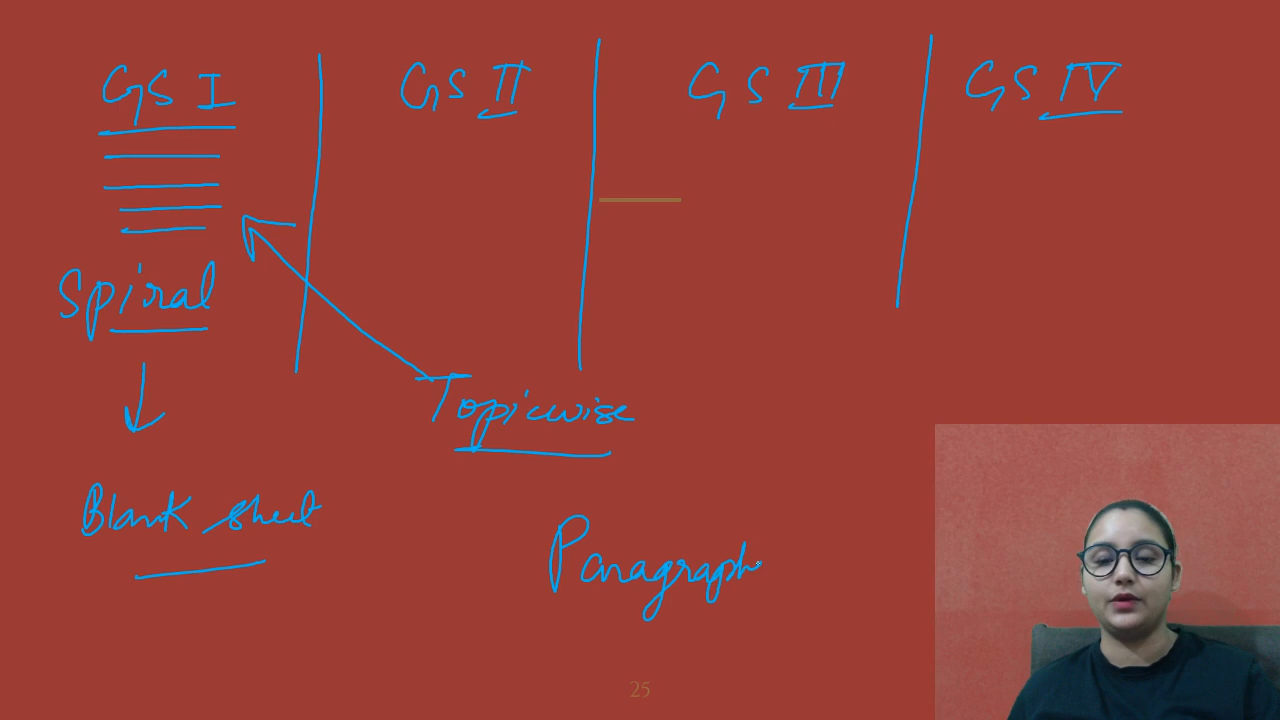 GS I
GS II
GS III
GS IV
Spiral
Topicwise
Blank sheet
Paragraph
25